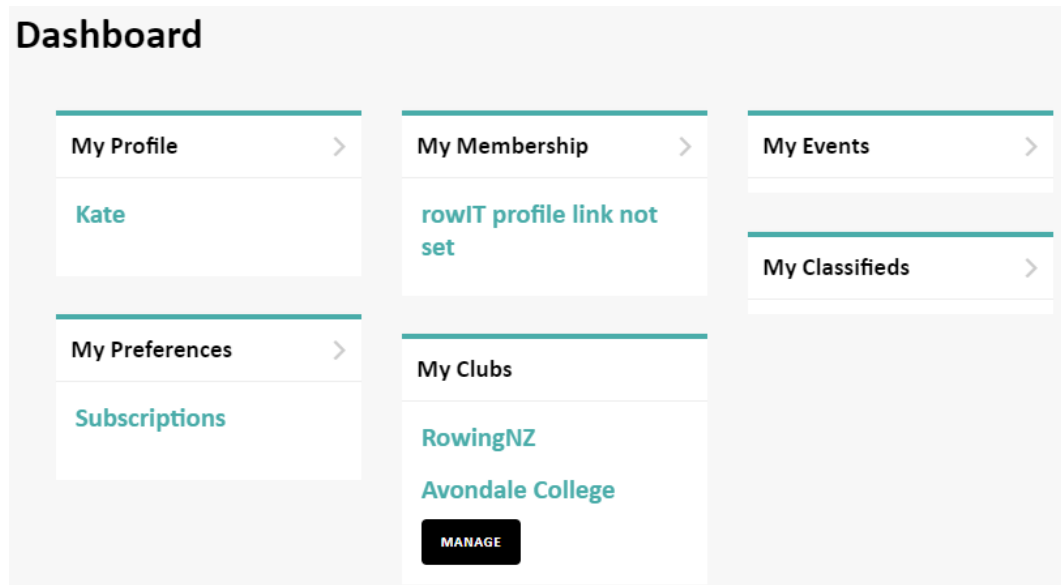 Dashboard
My Profile
Kate
My Preferences
Subscriptions
My Membership
rowIT profile link not
set
My Clubs
RowingNZ
Avondale College
MANAGE
My Events
My Classifieds